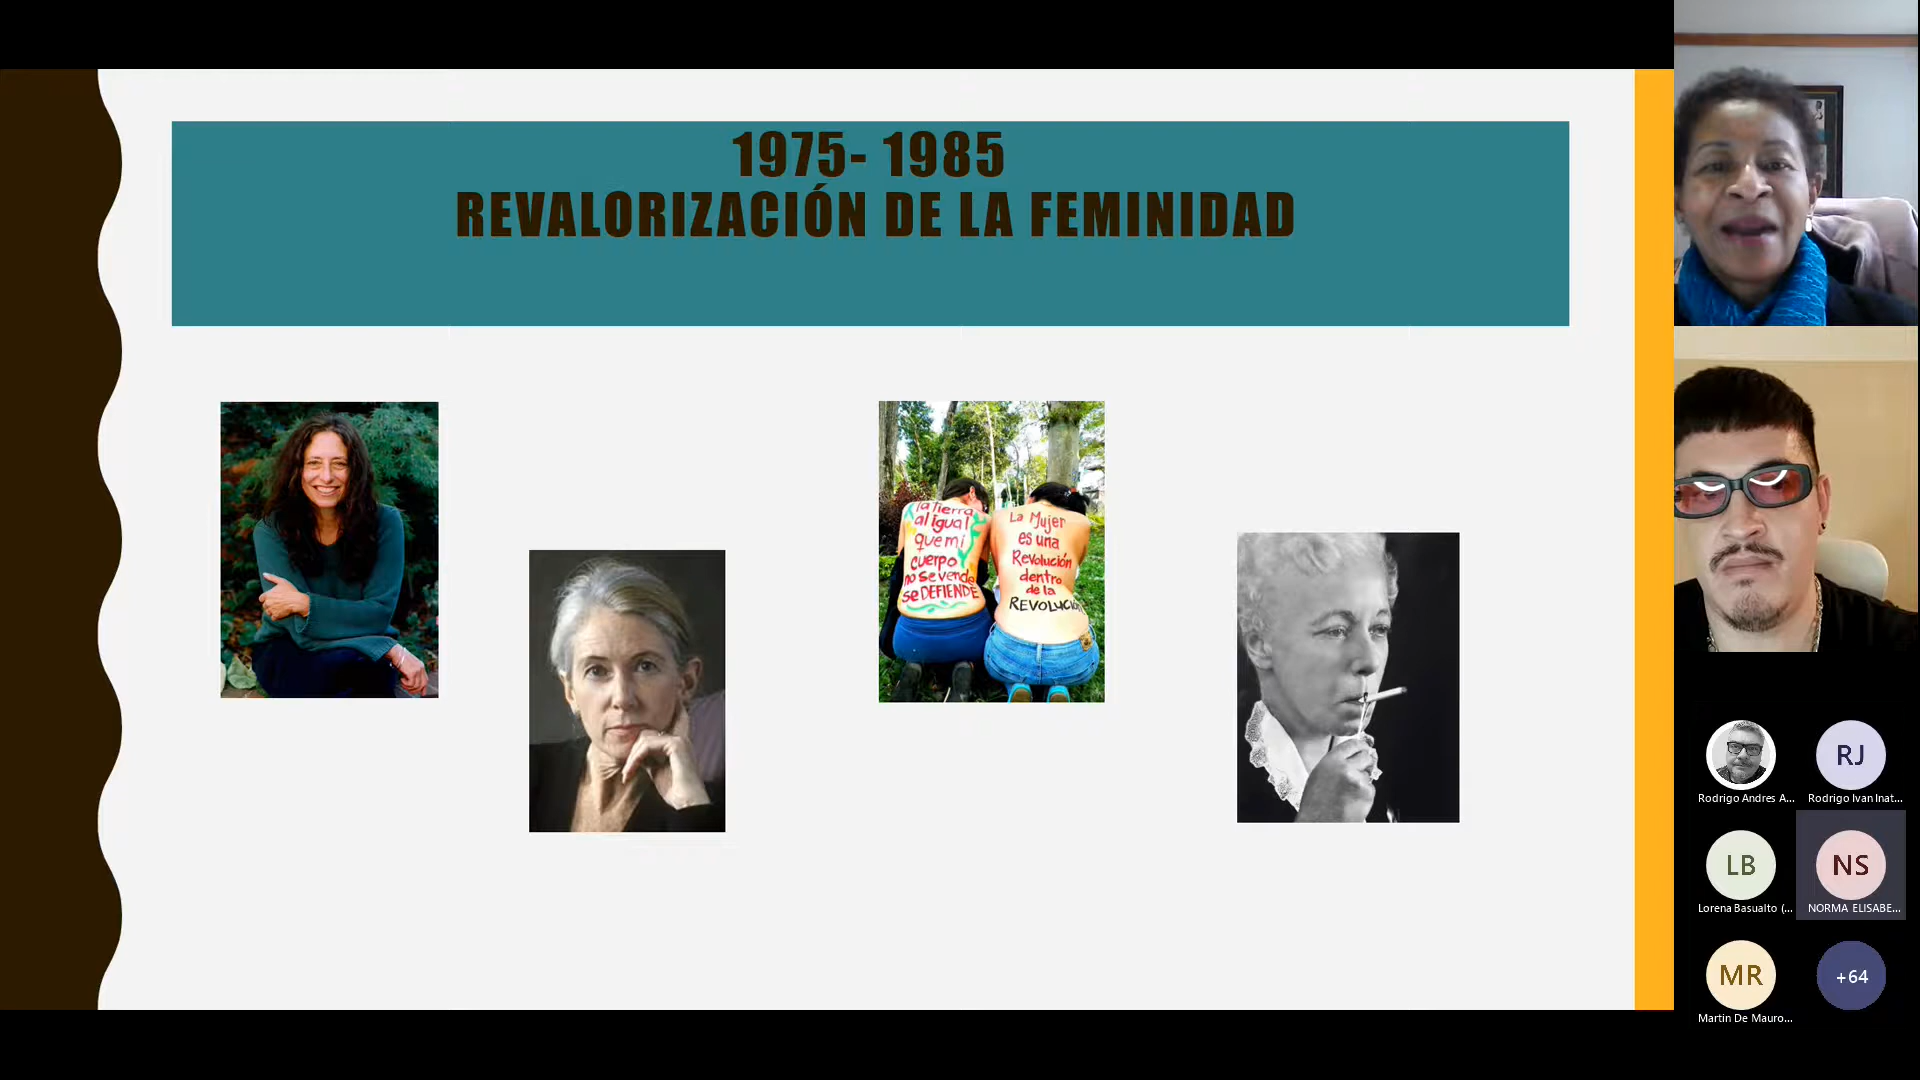 1975- 1985
REVALORIZACIÓN DE LA FEMINIDAD
la tierra
al igual
que mi
cuerpo
no se vende
se DEFIENDE
La Mujer
es una
Revolución
dentro
de la
REVOLUCIÓN
RJ
Rodrigo Andres A...
Rodrigo Ivan Inat...
LB
NS
Lorena Basualto (...
NORMA ELISABE...
MR
+64
Martin De Mauro...